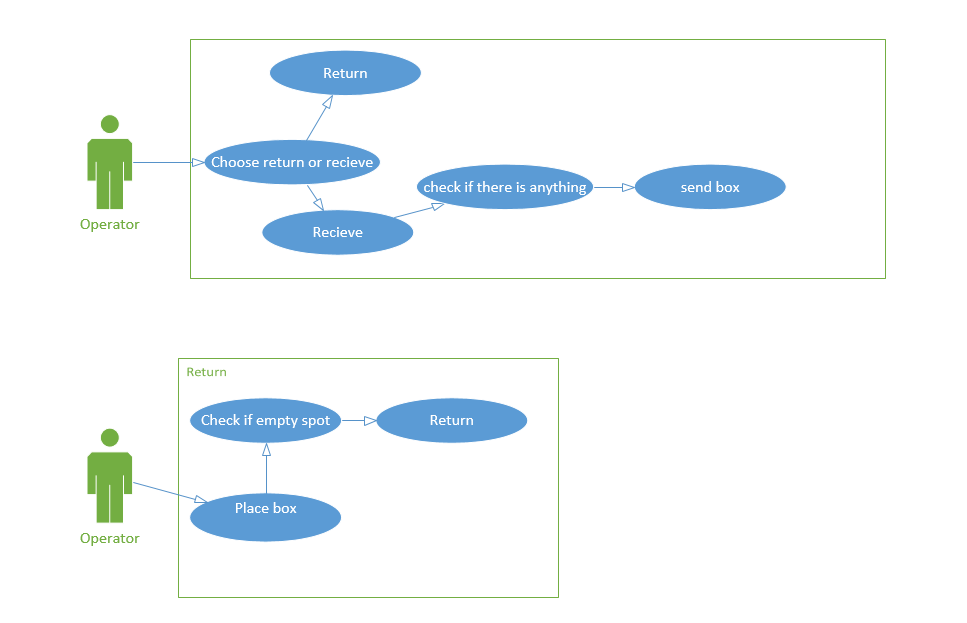 Return
Choose return or recieve
check if there is anything
send box
Recieve
Operator
Return
Check if empty spot
Return
Place box
Operator